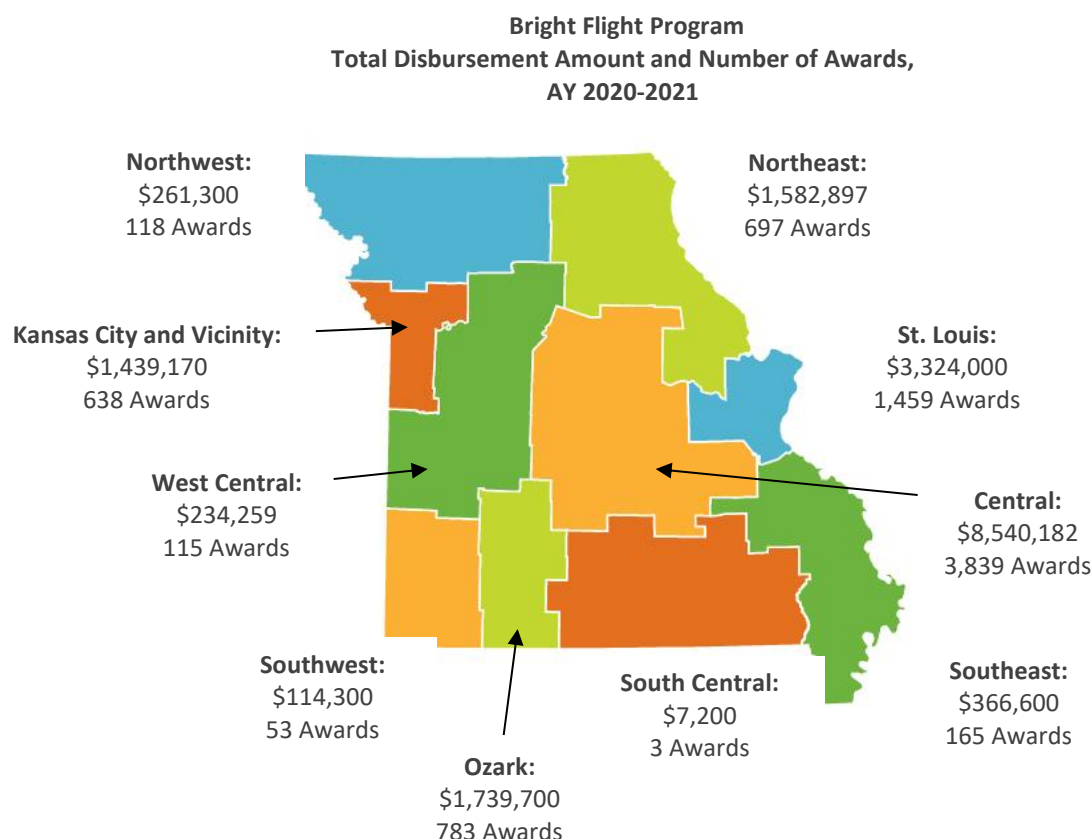 Bright Flight Program
Total Disbursement Amount and Number of Awards,
AY 2020-2021
Northwest:
$261,300
118 Awards
Northeast:
$1,582,897
697 Awards
Kansas City and Vicinity:
$1,439,170
638 Awards
St. Louis:
$3,324,000
1,459 Awards
West Central:
$234,259
115 Awards
Central:
$8,540,182
3,839 Awards
Southwest:
$114,300
53 Awards
South Central:
$7,200
3 Awards
Southeast:
$366,600
165 Awards
Ozark:
$1,739,700
783 Awards